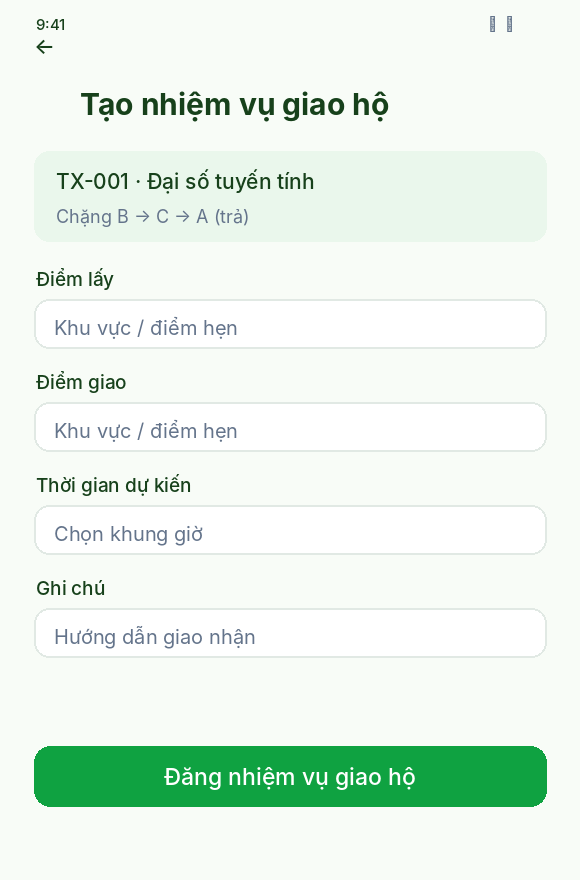 9:41
←
Tạo nhiệm vụ giao hộ
TX-001 · Đại số tuyến tính
Chặng B → C → A (trả)
Điểm lấy
Khu vực / điểm hẹn
Điểm giao
Khu vực / điểm hẹn
Thời gian dự kiến
Chọn khung giờ
Ghi chú
Hướng dẫn giao nhận
Đăng nhiệm vụ giao hộ